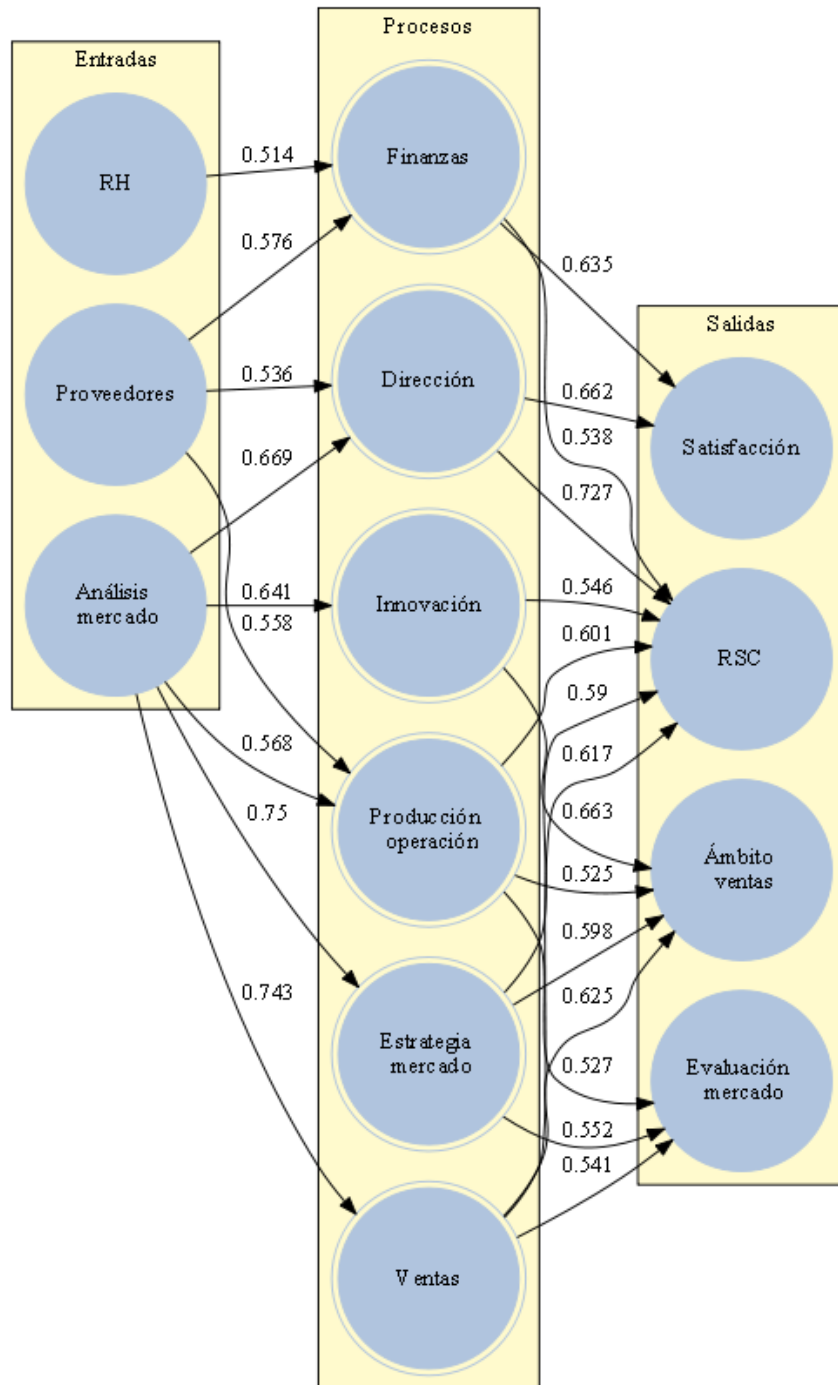 Entradas
RH
Proveedores
Análisis
mercado
0.514
0.576
0.536
0.669
0.641
0.558
0.568
0.75
0.743
Procesos
Finanzas
Dirección
Innovación
Producción
operación
Estrategia
mercado
Ventas
0.635
0.662
0.538
0.727
0.546
0.601
0.59
0.617
0.663
0.525
0.598
0.625
0.527
0.552
0.541
Salidas
Satisfacción
RSC
Ámbito
ventas
Evaluación
mercado